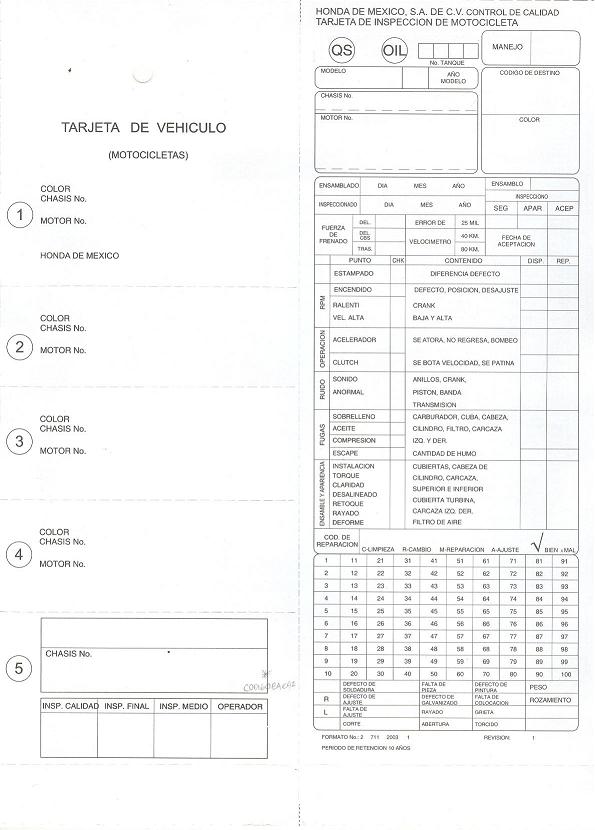 TARJETA DE VEHICULO
(MOTOCICLETAS)
1
COLOR
CHASIS No.
MOTOR No.
HONDA DE MEXICO
2
COLOR
CHASIS No.
MOTOR No.
3
COLOR
CHASIS No.
MOTOR No.
4
COLOR
CHASIS No.
MOTOR No.
5
CHASIS No.
INSP. CALIDAD INSP. FINAL INSP. MEDIO OPERADOR
HONDA DE MEXICO, S.A. DE C.V. CONTROL DE CALIDAD
TARJETA DE INSPECCION DE MOTOCICLETA
QS OIL
No. TANQUE
MANEJO
MODELO
AÑO
MODELO
CODIGO DE DESTINO
CHASIS No.
MOTOR No.
COLOR
ENSAMBLADO DIA MES AÑO ENSAMBLO
INSPECCIONADO DIA MES AÑO
INSPECCIONO
SEG APAR ACEP
FUERZA
DE
FRENADO
DEL.
DEL.
CBS
TRAS.
ERROR DE
VELOCIMETRO
25 MIL
40 KM.
80 KM.
FECHA DE
ACEPTACION
PUNTO CHK CONTENIDO DISP. REP.
ESTAMPADO DIFERENCIA DEFECTO
RPM
ENCENDIDO DEFECTO, POSICION, DESAJUSTE
RALENTI CRANK
VEL. ALTA BAJA Y ALTA
OPERACION
ACELERADOR SE ATORA, NO REGRESA, BOMBEO
CLUTCH SE BOTA VELOCIDAD, SE PATINA
RUIDO
SONIDO ANILLOS, CRANK,
ANORMAL PISTON, BANDA
TRANSMISION
FUGAS
SOBRELLENO CARBURADOR, CUBA, CABEZA,
ACEITE CILINDRO, FILTRO, CARCAZA
COMPRESION IZQ. Y DER.
ESCAPE CANTIDAD DE HUMO
ENSAMBLE Y APARIENCIA
INSTALACION CUBIERTAS, CABEZA DE
TORQUE CILINDRO, CARCAZA,
CLARIDAD SUPERIOR E INFERIOR
DESALINEADO CUBIERTA TURBINA,
RETOQUE CARCAZA IZQ. DER.
RAYADO FILTRO DE AIRE
DEFORME
COD. DE
REPARACION C-LIMPIEZA R-CAMBIO M-REPARACION A-AJUSTE √ BIEN x MAL
1 11 21 31 41 51 61 71 81 91
2 12 22 32 42 52 62 72 82 92
3 13 23 33 43 53 63 73 83 93
4 14 24 34 44 54 64 74 84 94
5 15 25 35 45 55 65 75 85 95
6 16 26 36 46 56 66 76 86 96
7 17 27 37 47 57 67 77 87 97
8 18 28 38 48 58 68 78 88 98
9 19 29 39 49 59 69 79 89 99
10 20 30 40 50 60 70 80 90 100
DEFECTO DE
SOLDADURA
FALTA DE
PIEZA
DEFECTO DE
PINTURA
PESO
R
DEFECTO DE
AJUSTE
DEFECTO DE
GALVANIZADO
FALTA DE
COLOCACION
ROZAMIENTO
L
FALTA DE
AJUSTE
RAYADO GRIETA
CORTE ABERTURA TORCIDO
FORMATO No.: 2 711 2003 1 REVISION: 1
PERIODO DE RETENCION 10 AÑOS